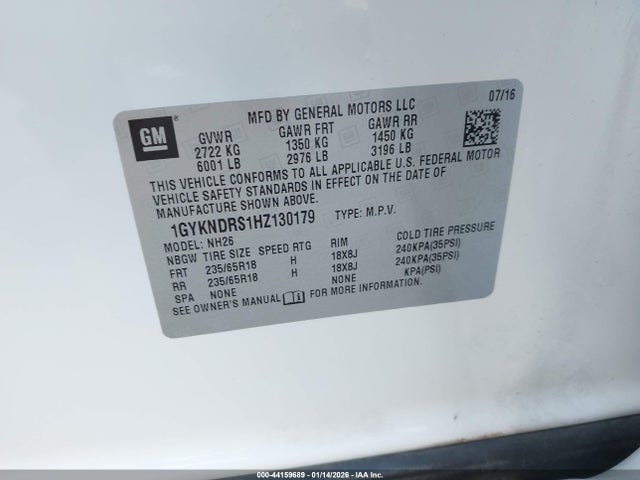 MFD BY GENERAL MOTORS LLC 07/16
GM ®
GVWR GAWR FRT GAWR RR
2722 KG 1350 KG 1450 KG
6001 LB 2976 LB 3196 LB
THIS VEHICLE CONFORMS TO ALL APPLICABLE U.S. FEDERAL MOTOR
VEHICLE SAFETY STANDARDS IN EFFECT ON THE DATE OF
MANUFACTURE SHOWN ABOVE.
1GYKNDRS1HZ130179 TYPE: M.P.V.
MODEL: NH26
NBGW TIRE SIZE SPEED RTG RIM COLD TIRE PRESSURE
FRT 235/65R18 H 18X8J 240KPA(35PSI)
RR 235/65R18 H 18X8J 240KPA(35PSI)
SPA NONE NONE KPA(PSI)
SEE OWNER'S MANUAL i FOR MORE INFORMATION.
000-44159689 | 01/14/2026 - IAA Inc.